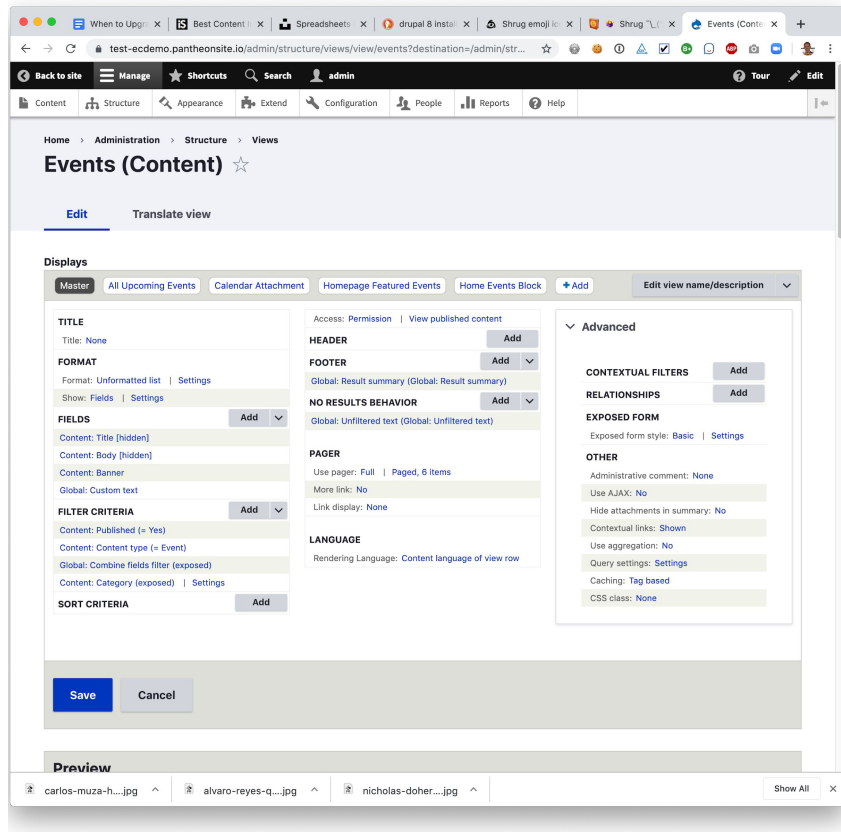 When to Upgr
Best Content
Spreadsheets
drupal 8 instal
Shrug emoji ic
Shrug ¯\_(
Events (Conte
test-ecdemo.pantheonsite.io/admin/structure/views/view/events?destination=/admin/str...
Back to site
Manage
Shortcuts
Search
admin
Tour
Edit
Content
Structure
Appearance
Extend
Configuration
People
Reports
Help
Home > Administration > Structure > Views
Events (Content)
Edit
Translate view
Displays
Master
All Upcoming Events
Calendar Attachment
Homepage Featured Events
Home Events Block
+Add
Edit view name/description
TITLE
Title: None
FORMAT
Format: Unformatted list | Settings
Show: Fields | Settings
FIELDS
Add
Content: Title [hidden]
Content: Body [hidden]
Content: Banner
Global: Custom text
FILTER CRITERIA
Add
Content: Published (= Yes)
Content: Content type (= Event)
Global: Combine fields filter (exposed)
Content: Category (exposed) | Settings
SORT CRITERIA
Add
Access: Permission | View published content
HEADER
Add
FOOTER
Add
Global: Result summary (Global: Result summary)
NO RESULTS BEHAVIOR
Add
Global: Unfiltered text (Global: Unfiltered text)
PAGER
Use pager: Full | Paged, 6 items
More link: No
Link display: None
LANGUAGE
Rendering Language: Content language of view row
Advanced
CONTEXTUAL FILTERS
Add
RELATIONSHIPS
Add
EXPOSED FORM
Exposed form style: Basic | Settings
OTHER
Administrative comment: None
Use AJAX: No
Hide attachments in summary: No
Contextual links: Shown
Use aggregation: No
Query settings: Settings
Caching: Tag based
CSS class: None
Save
Cancel
Preview
carlos-muza-h....jpg
alvaro-reyes-q....jpg
nicholas-doher....jpg
Show All